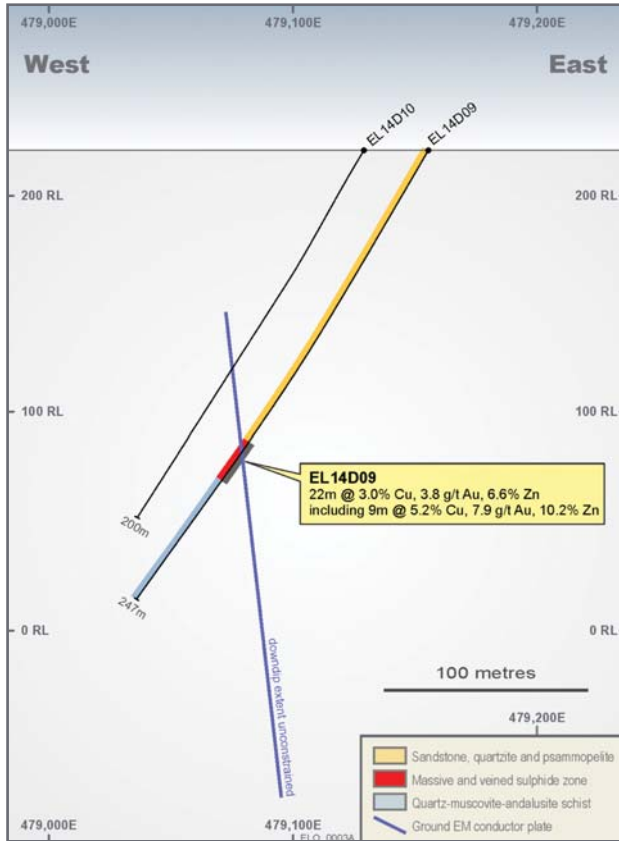 479,000E 479,100E 479,200E
West East
EL14D10 EL14D09
200 RL 200 RL
100 RL 100 RL
EL14D09
22m @ 3.0% Cu, 3.8 g/t Au, 6.6% Zn
including 9m @ 5.2% Cu, 7.9 g/t Au, 10.2% Zn
200m
247m
0 RL 0 RL
downdip extent unconstrained
100 metres
479,200E
Sandstone, quartzite and psammopelite
Massive and veined sulphide zone
Quartz-muscovite-andalusite schist
Ground EM conductor plate
479,000E 479,100E